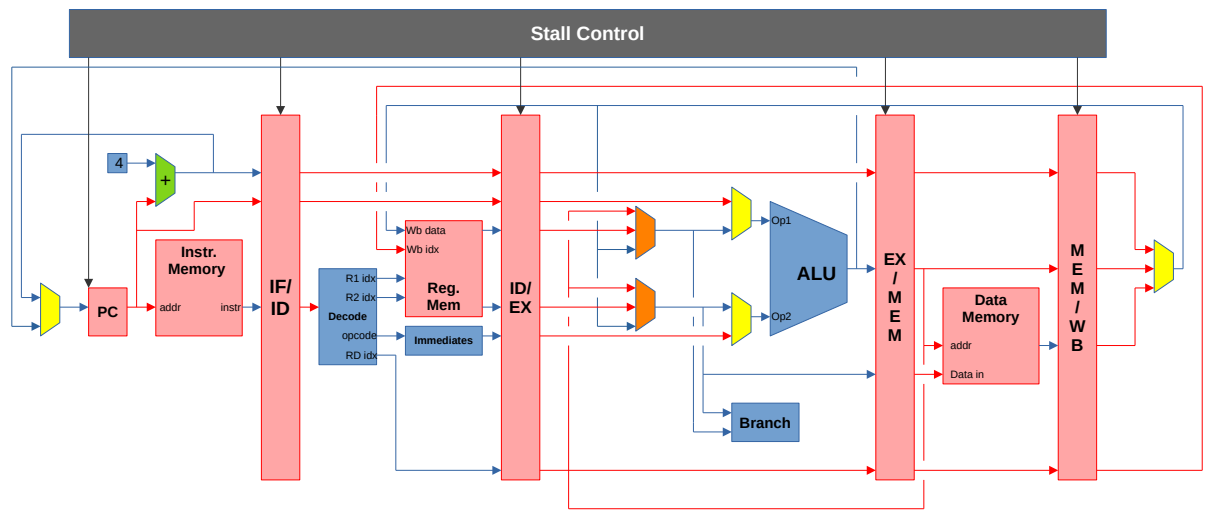 Stall Control
4
+
Instr.
Memory
addr
instr
PC
IF/
ID
R1 idx
R2 idx
Decode
opcode
RD idx
Wb data
Wb idx
Reg.
Mem
Immediates
ID/
EX
Op1
ALU
Op2
Branch
EX
/
M
E
M
Data
Memory
addr
Data in
M
E
M
/
W
B